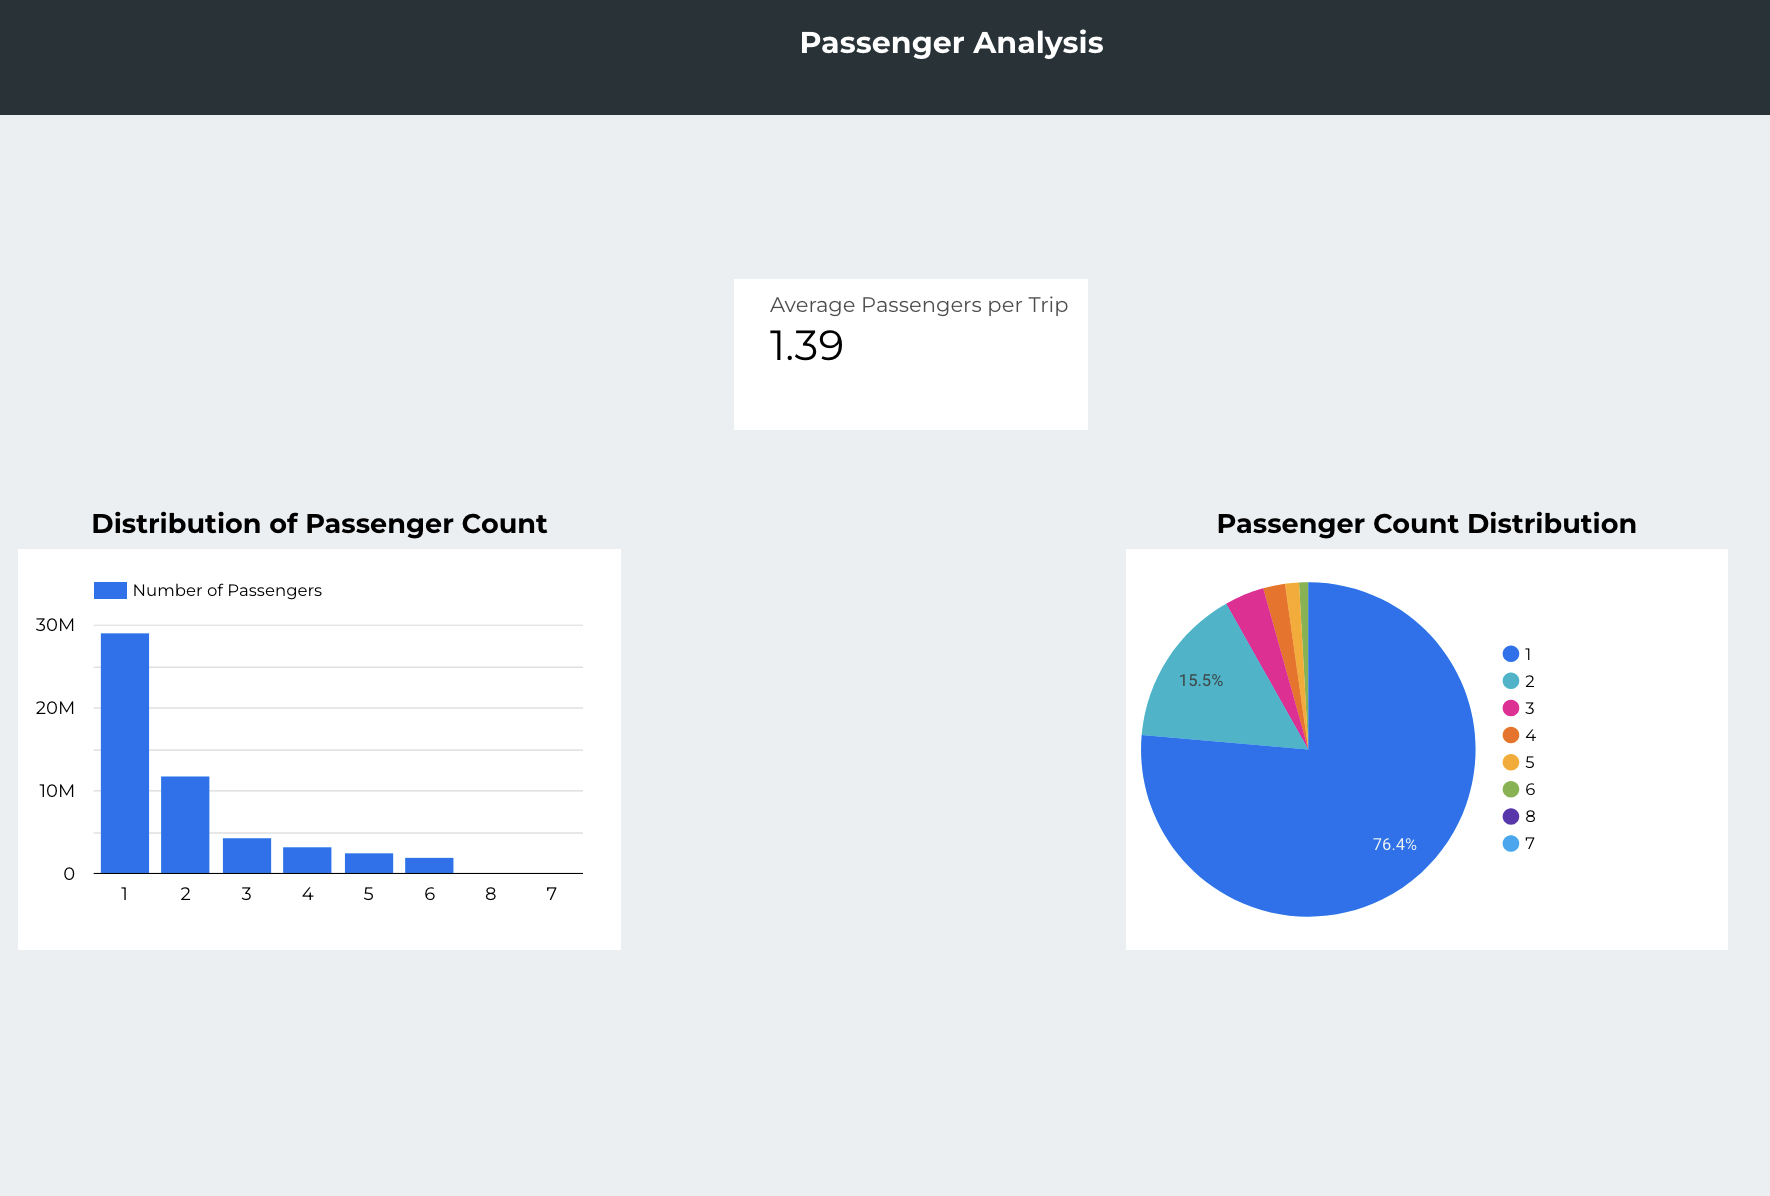 Passenger Analysis
Average Passengers per Trip
1.39
Distribution of Passenger Count
Number of Passengers
30M
20M
10M
0
1 2 3 4 5 6 8 7
Passenger Count Distribution
15.5%
76.4%
1
2
3
4
5
6
8
7